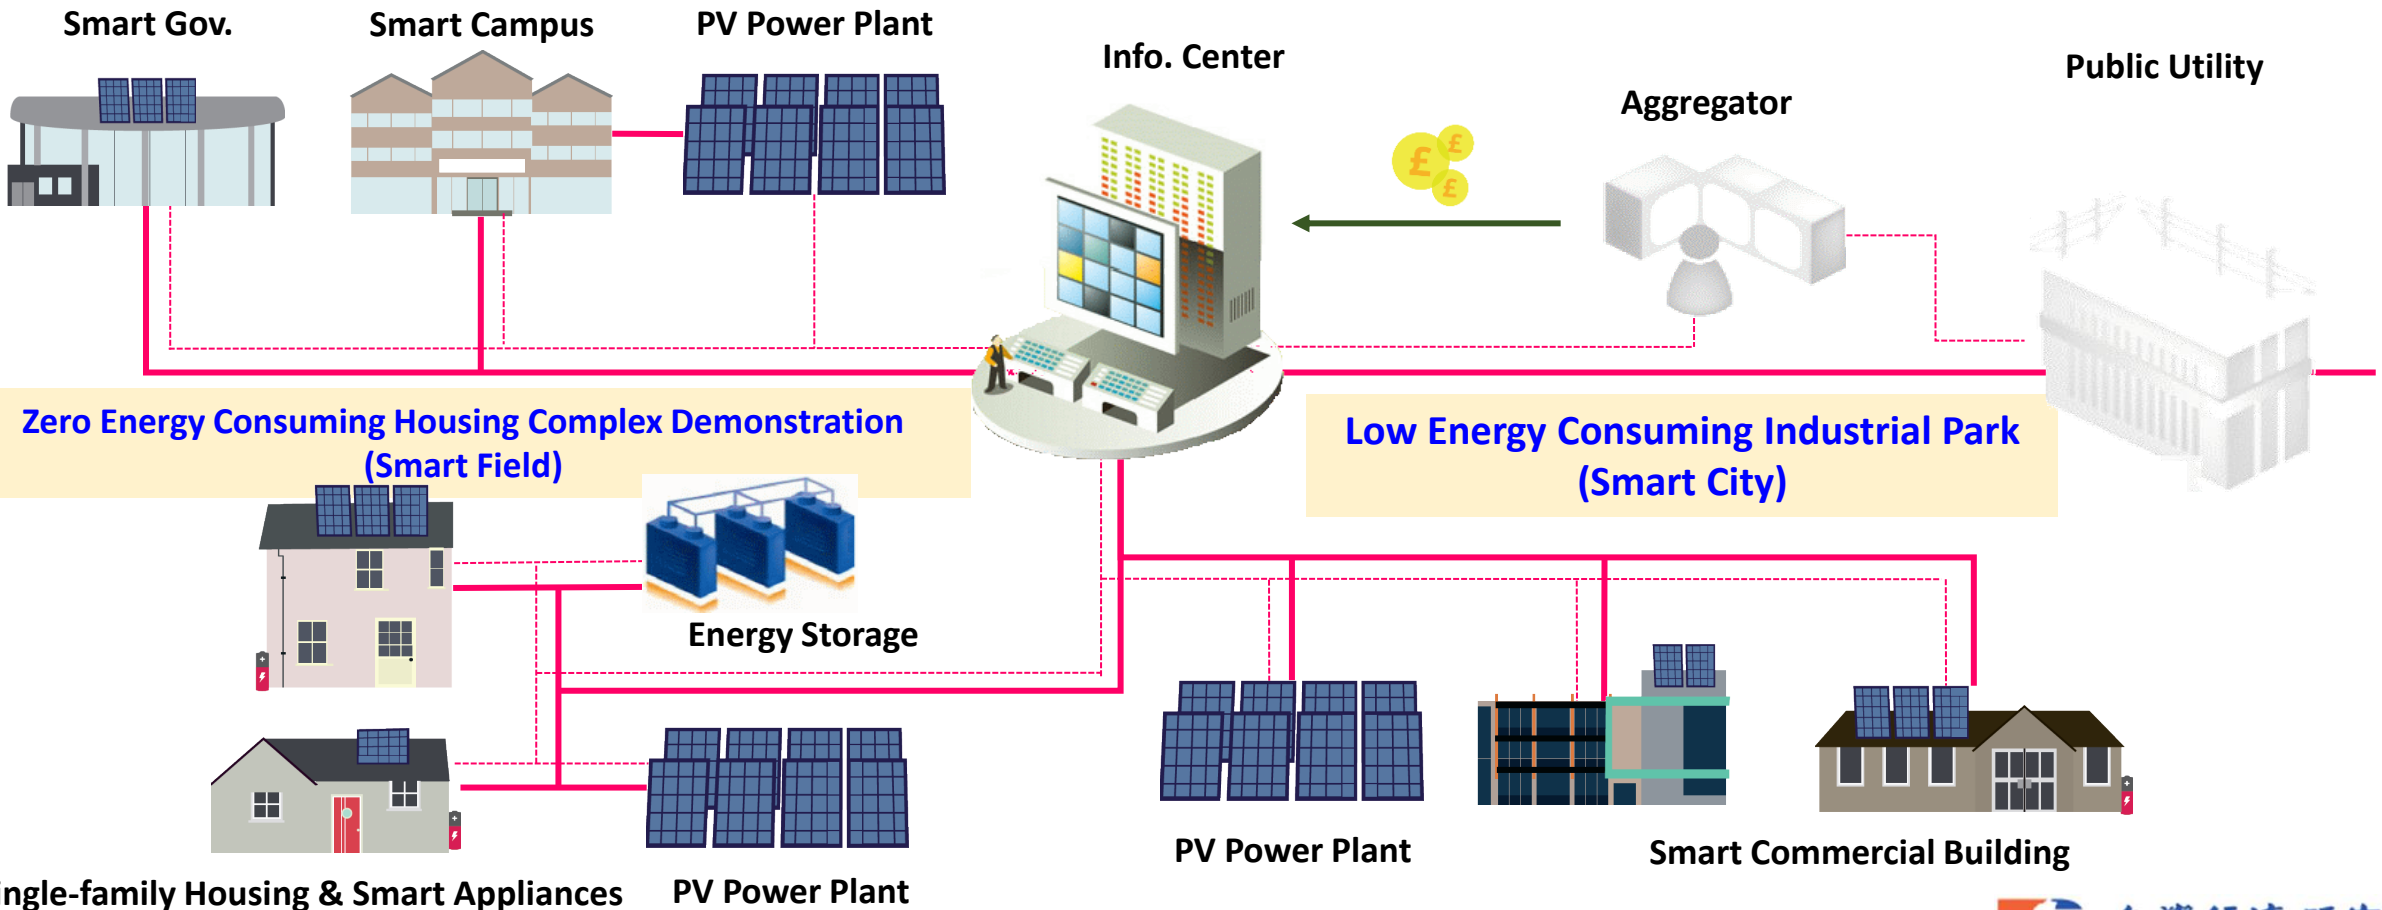 Smart Gov.
Smart Campus
PV Power Plant
Info. Center
Aggregator
Public Utility
£ £
£
Zero Energy Consuming Housing Complex Demonstration
(Smart Field)
Low Energy Consuming Industrial Park
(Smart City)
Energy Storage
PV Power Plant
Smart Commercial Building
ingle-family Housing & Smart Appliances
PV Power Plant